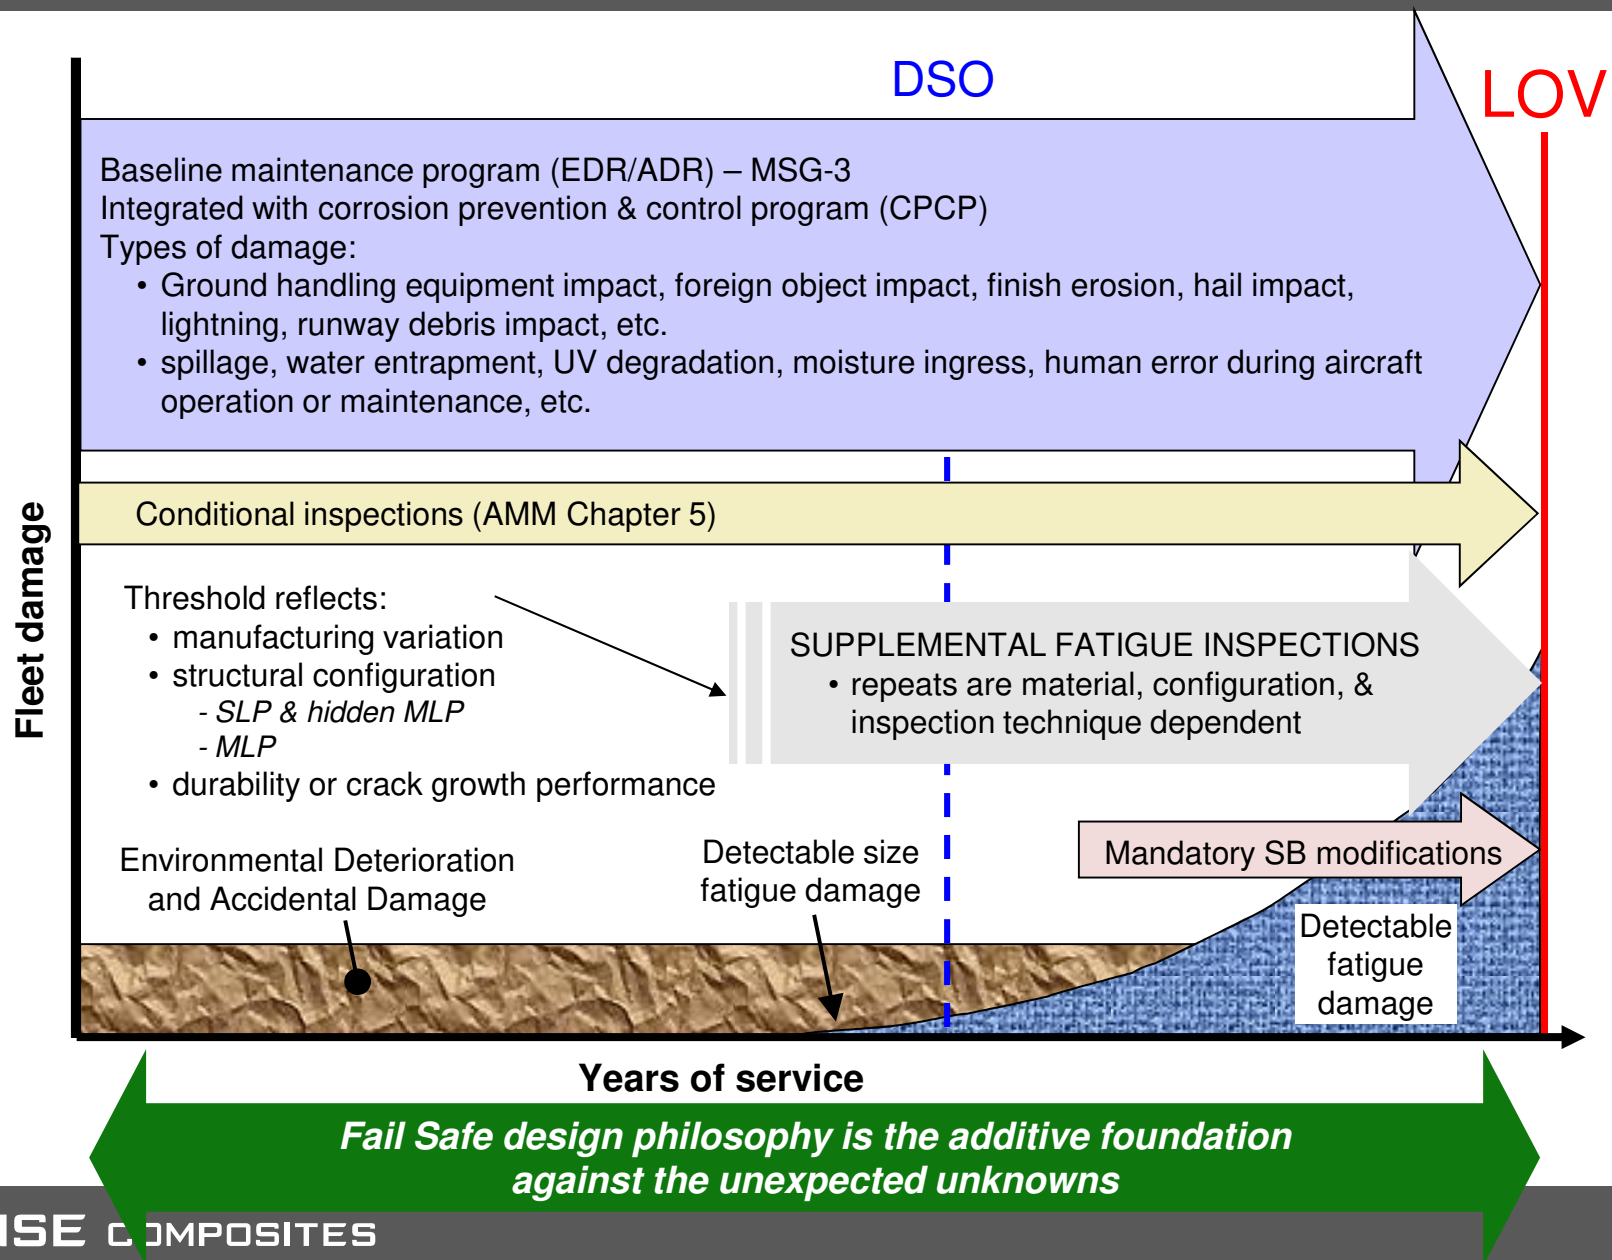 DSO
LOV
Baseline maintenance program (EDR/ADR) – MSG-3
Integrated with corrosion prevention & control program (CPCP)
Types of damage:
• Ground handling equipment impact, foreign object impact, finish erosion, hail impact,
lightning, runway debris impact, etc.
• spillage, water entrapment, UV degradation, moisture ingress, human error during aircraft
operation or maintenance, etc.
Conditional inspections (AMM Chapter 5)
Fleet damage
Threshold reflects:
• manufacturing variation
• structural configuration
- SLP & hidden MLP
- MLP
• durability or crack growth performance
SUPPLEMENTAL FATIGUE INSPECTIONS
• repeats are material, configuration, &
inspection technique dependent
Environmental Deterioration
and Accidental Damage
Detectable size
fatigue damage
Mandatory SB modifications
Detectable
fatigue
damage
Years of service
Fail Safe design philosophy is the additive foundation
against the unexpected unknowns
COMPOSITES